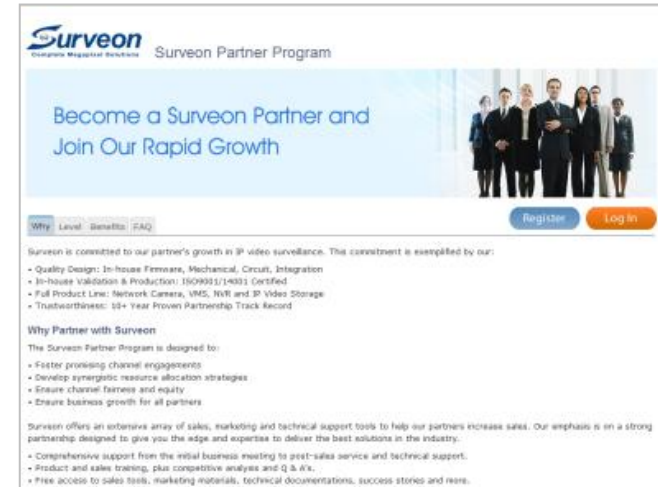 Surveon
Complete Megapixel Solutions
Surveon Partner Program
Become a Surveon Partner and
Join Our Rapid Growth
Register
Log In
Why Level Benefits FAQ
Surveon is committed to our partner's growth in IP video surveillance. This commitment is exemplified by our:
• Quality Design: In-house Firmware, Mechanical, Circuit, Integration
• In-house Validation & Production: ISO9001/14001 Certified
• Full Product Line: Network Camera, VMS, NVR and IP Video Storage
• Trustworthiness: 10+ Year Proven Partnership Track Record
Why Partner with Surveon
The Surveon Partner Program is designed to:
• Foster promising channel engagements
• Develop synergistic resource allocation strategies
• Ensure channel fairness and equity
• Ensure business growth for all partners
Surveon offers an extensive array of sales, marketing and technical support tools to help our partners increase sales. Our emphasis is on a strong
partnership designed to give you the edge and expertise to deliver the best solutions in the industry.
• Comprehensive support from the initial business meeting to post-sales service and technical support.
• Product and sales training, plus competitive analysis and Q & A's.
• Free access to sales tools, marketing materials, technical documentations, success stories and more.